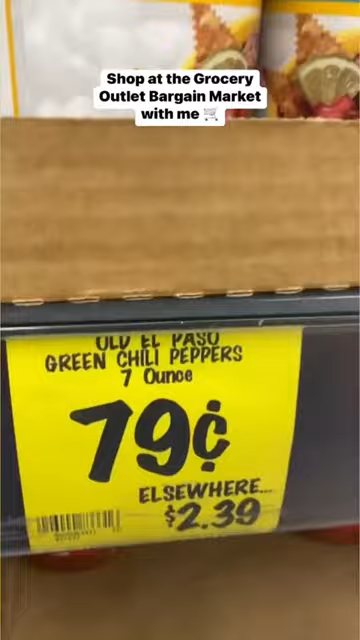 Shop at the Grocery
Outlet Bargain Market
with me 🛒
OLD EL PASO
GREEN CHILI PEPPERS
7 Ounce
79¢
ELSEWHERE...
$2.39